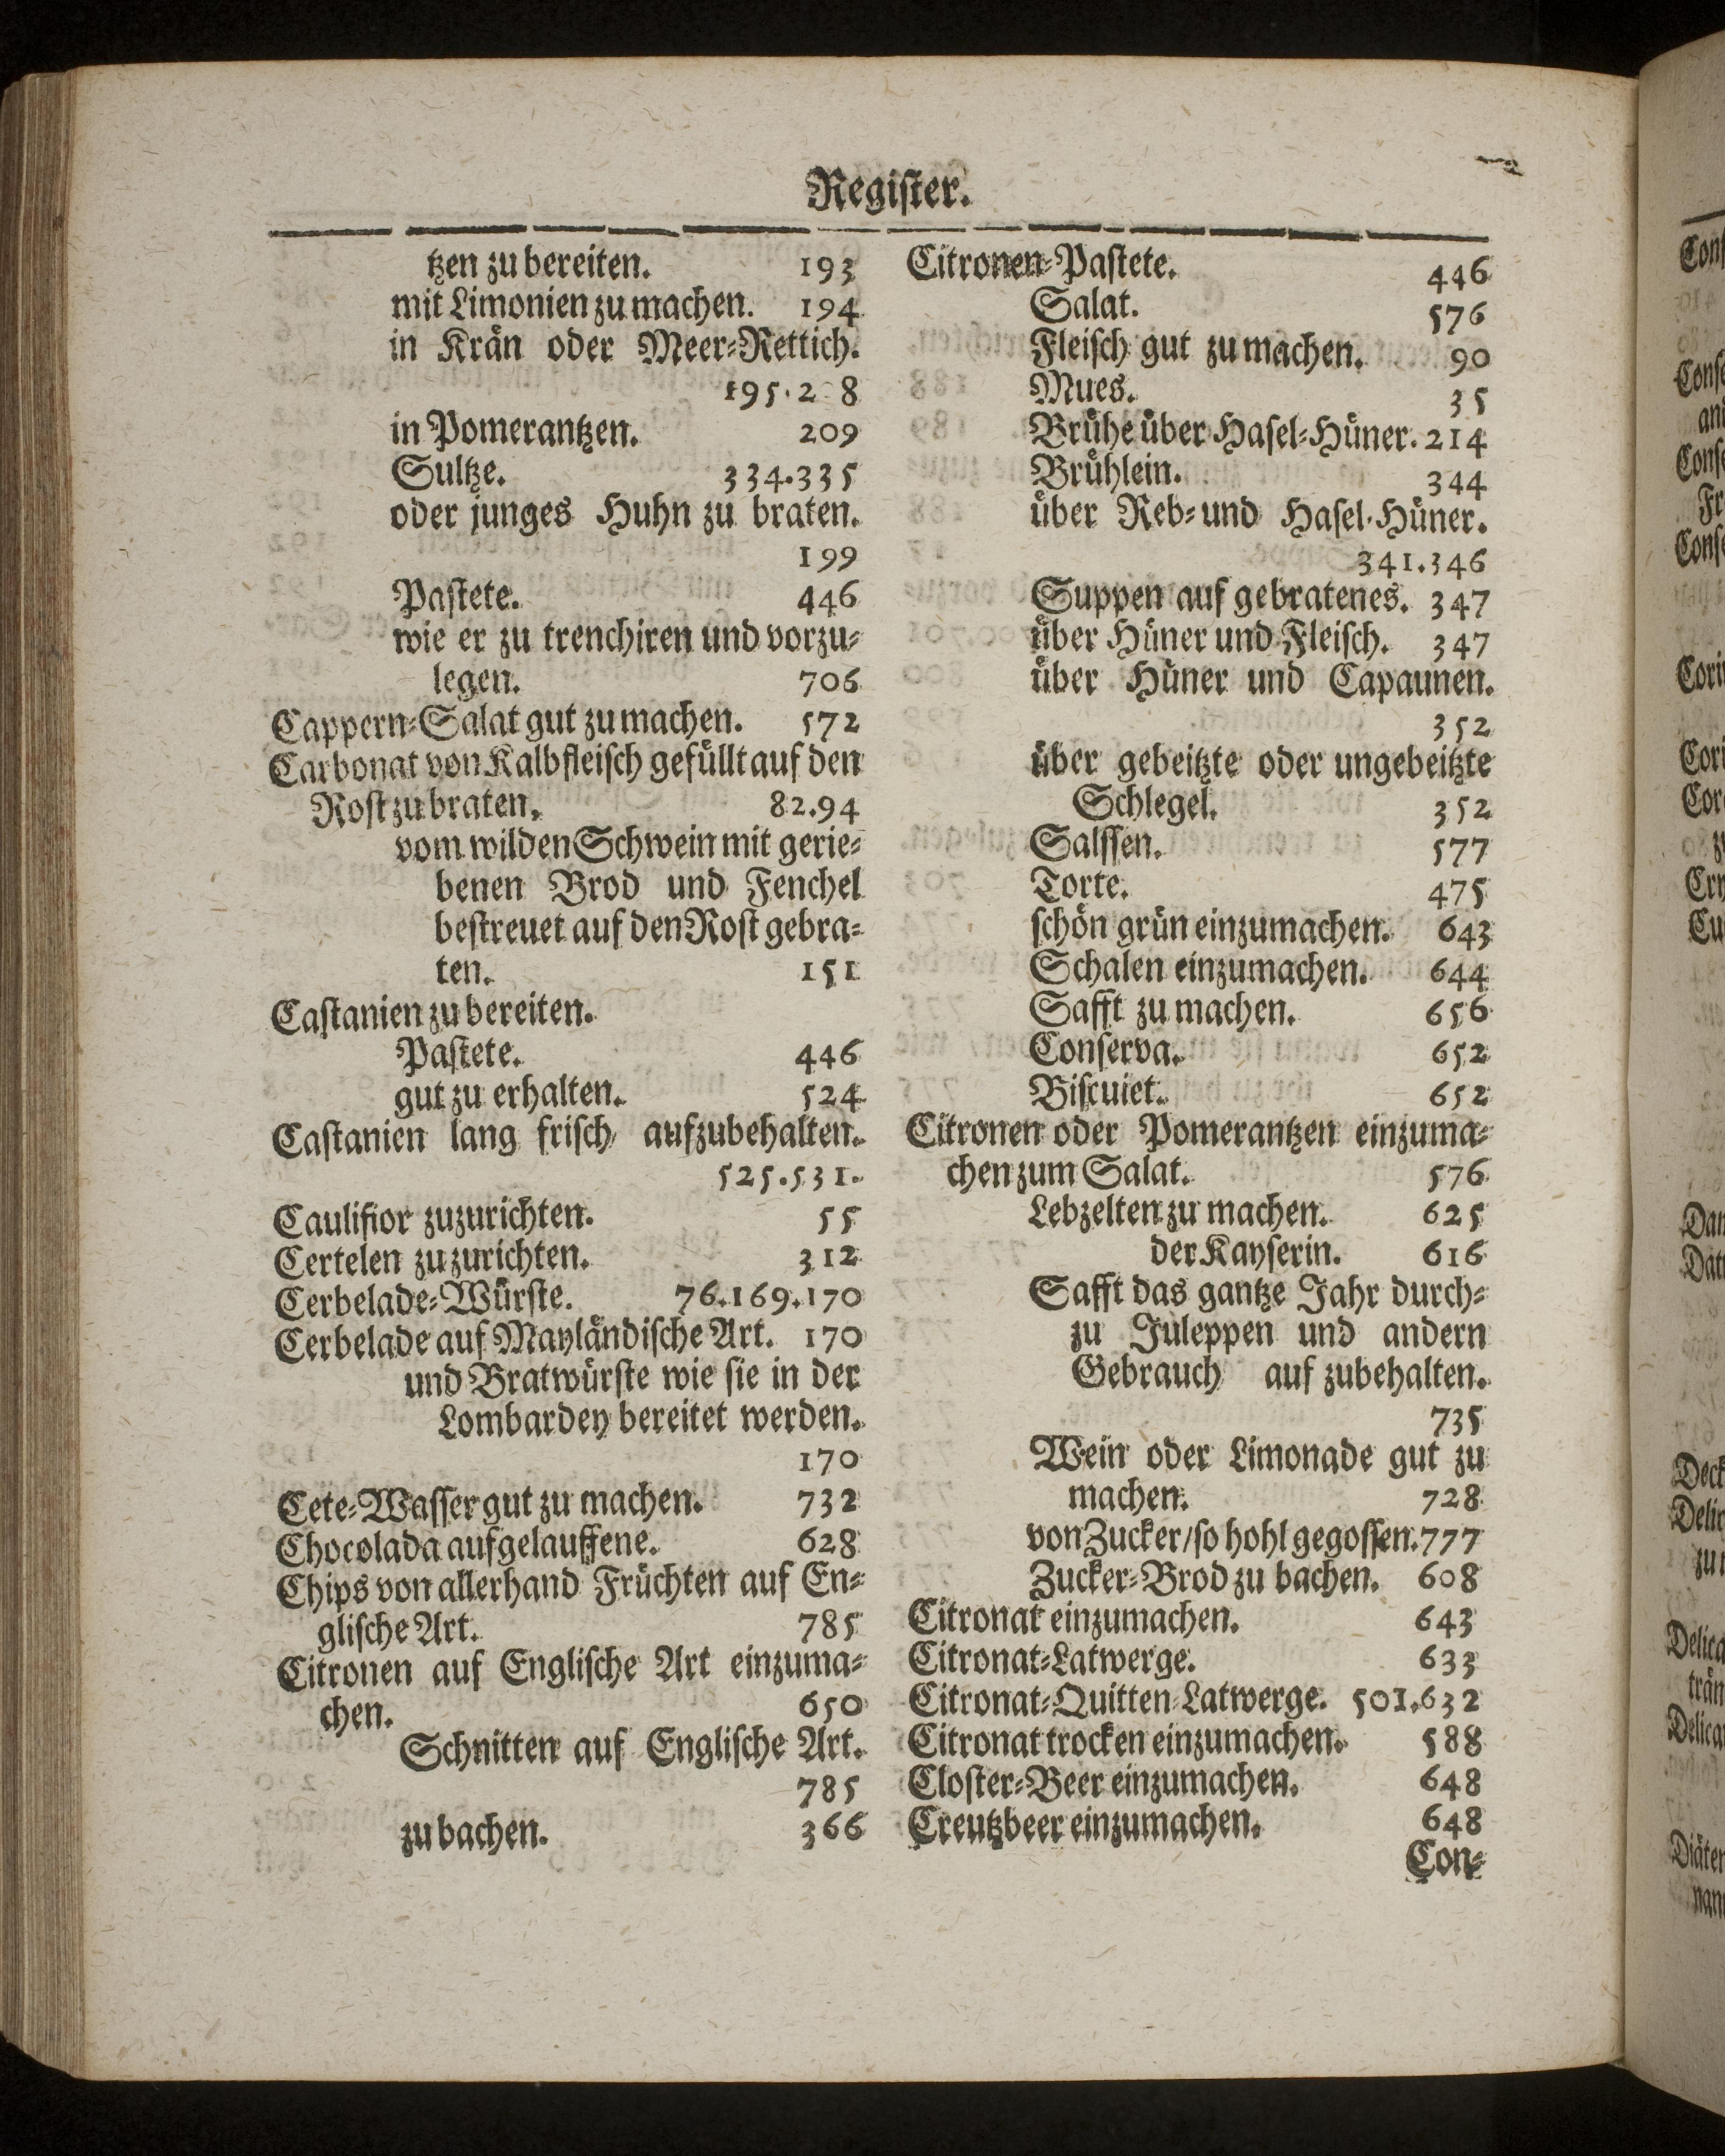 Register.
tzen zu bereiten. 193
mit Limonien zu machen. 194
in Krän oder Meer=Rettich.
195.2 8
in Pomerantzen. 209
Sultze. 334.335
oder junges Huhn zu braten.
199
Pastete. 446
wie er zu trenchiren und vorzu=
legen. 706
Cappern=Salat gut zu machen. 572
Carbonat von Kalbfleisch gefüllt auf den
Rost zu braten. 82.94
vom wilden Schwein mit gerie=
benen Brod und Fenchel
bestreuet auf den Rost gebra=
ten. 151
Castanien zu bereiten.
Pastete. 446
gut zu erhalten. 524
Castanien lang frisch aufzubehalten.
525.531.
Caulifior zuzurichten. 55
Certelen zuzurichten. 312
Cerbelade=Würste. 76.169.170
Cerbelade auf Mayländische Art. 170
und Bratwürste wie sie in der
Lombardey bereitet werden.
170
Cete=Wasser gut zu machen. 732
Chocolada aufgelauffene. 628
Chips von allerhand Früchten auf En=
glische Art. 785
Citronen auf Englische Art einzuma=
chen. 650
Schnitten auf Englische Art.
785
zu bachen. 366
Citronen=Pastete. 446
Salat. 576
Fleisch gut zu machen. 90
Mues. 35
Brühe über Hasel=Hüner. 214
Brühlein. 344
über Reb= und Hasel=Hüner.
341.346
Suppen auf gebratenes. 347
über Hüner und Fleisch. 347
über Hüner und Capaunen.
352
über gebeitzte oder ungebeitzte
Schlegel. 352
Salssen. 577
Torte. 475
schön grün einzumachen. 643
Schalen einzumachen. 644
Safft zu machen. 656
Conserva. 652
Biscuiet. 652
Citronen oder Pomerantzen einzuma=
chen zum Salat. 576
Lebzelten zu machen. 625
der Kayserin. 616
Safft das gantze Jahr durch=
zu Juleppen und andern
Gebrauch auf zubehalten.
735
Wein oder Limonade gut zu
machen. 728
von Zucker/ so hohl gegossen. 777
Zucker=Brod zu bachen. 608
Citronat einzumachen. 643
Citronat=Latwerge. 633
Citronat=Quitten=Latwerge. 501.632
Citronat trocken einzumachen. 588
Closter=Beer einzumachen. 648
Creutzbeer einzumachen. 648
Con=